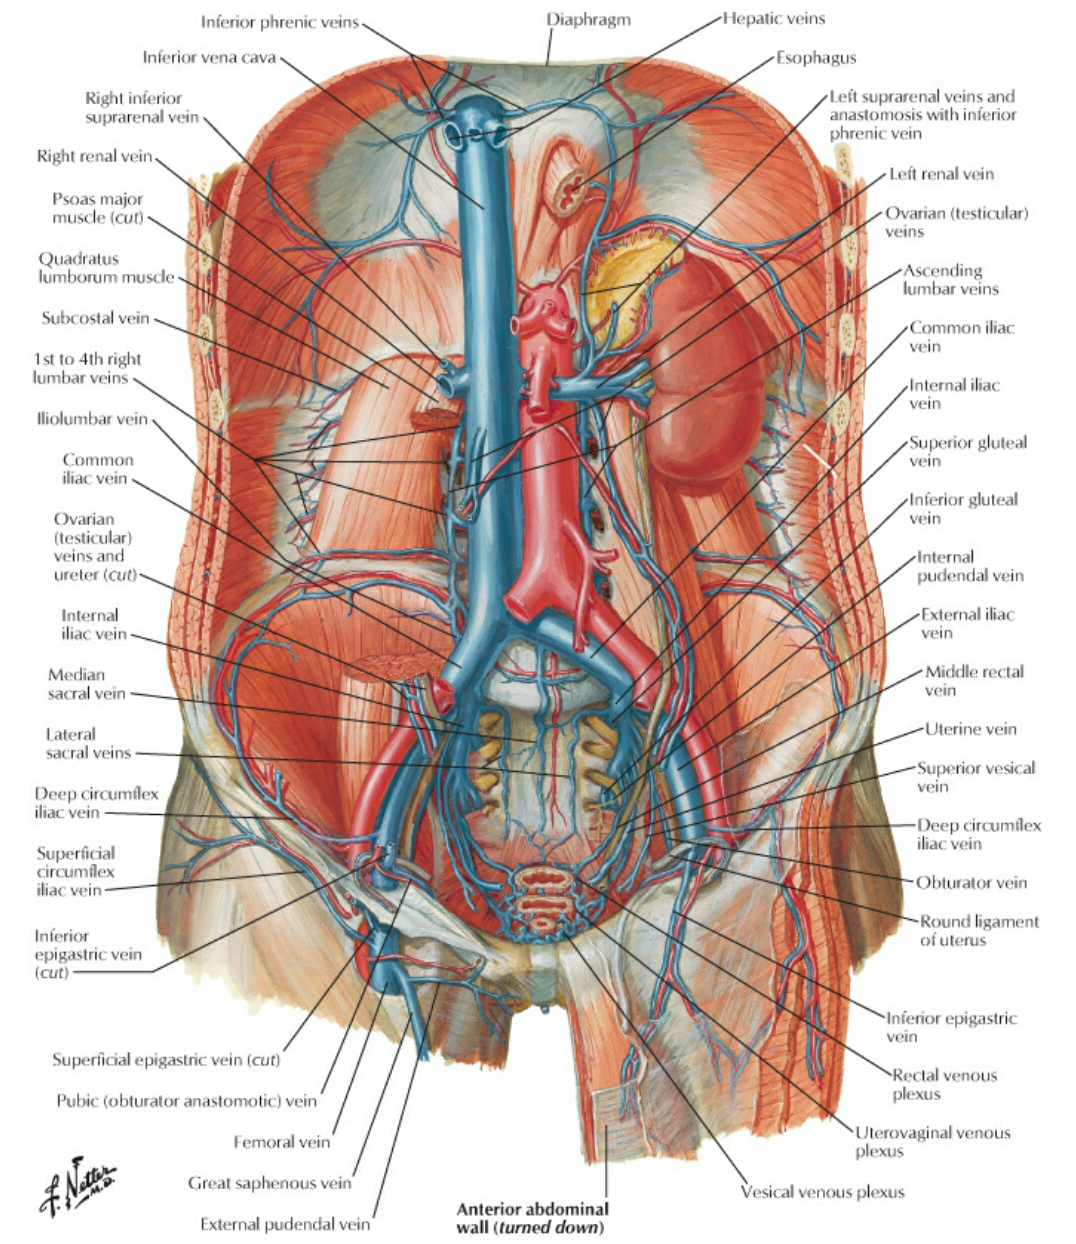 Inferior phrenic veins
Diaphragm
Hepatic veins
Inferior vena cava
Esophagus
Right inferior
suprarenal vein
Left suprarenal veins and
anastomosis with inferior
phrenic vein
Right renal vein
Left renal vein
Psoas major
muscle (cut)
Ovarian (testicular)
veins
Quadratus
lumborum muscle
Ascending
lumbar veins
Subcostal vein
Common iliac
vein
1st to 4th right
lumbar veins
Internal iliac
vein
Iliolumbar vein
Superior gluteal
vein
Common
iliac vein
Inferior gluteal
vein
Ovarian
(testicular)
veins and
ureter (cut)
Internal
pudendal vein
Internal
iliac vein
External iliac
vein
Median
sacral vein
Middle rectal
vein
Lateral
sacral veins
Uterine vein
Superior vesical
vein
Deep circumflex
iliac vein
Deep circumflex
iliac vein
Superficial
circumflex
iliac vein
Obturator vein
Round ligament
of uterus
Inferior
epigastric vein
(cut)
Inferior epigastric
vein
Superficial epigastric vein (cut)
Rectal venous
plexus
Pubic (obturator anastomotic) vein
Uterovaginal venous
plexus
Femoral vein
Great saphenous vein
Vesical venous plexus
External pudendal vein
Anterior abdominal
wall (turned down)
F. Netter
M.D.